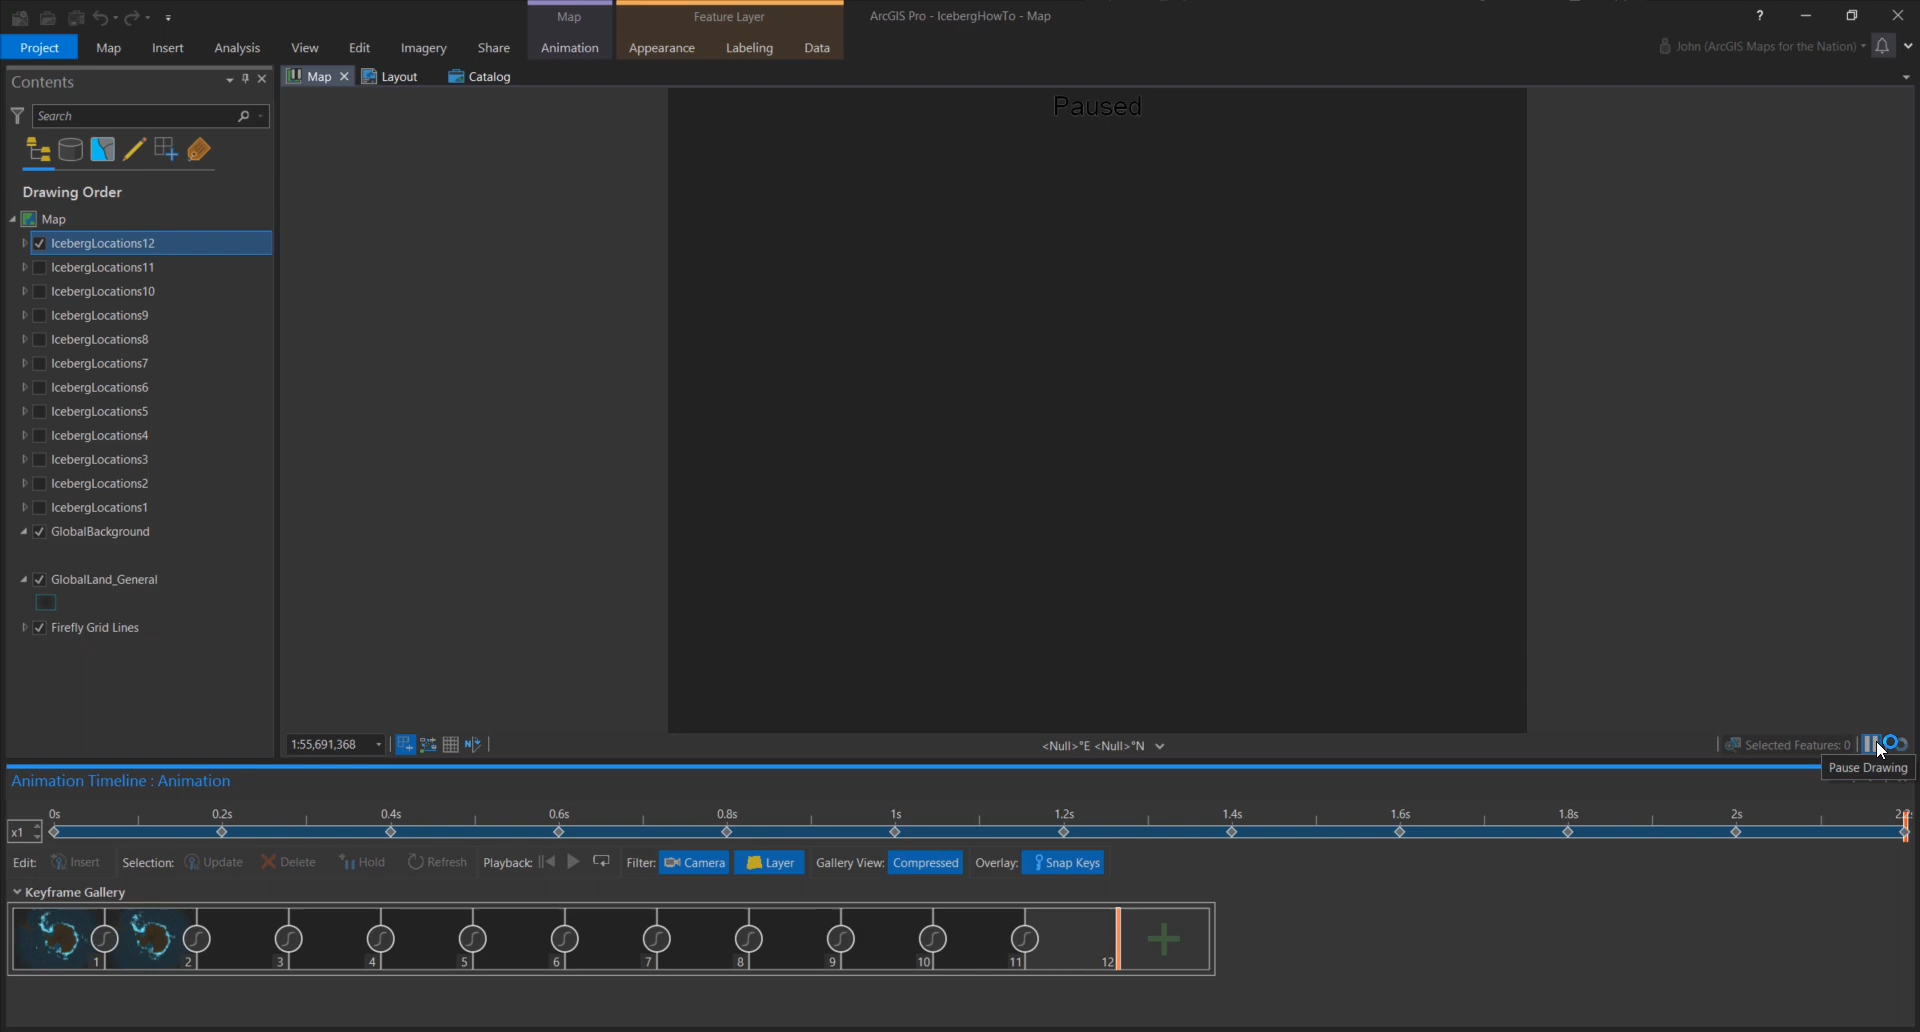 Map
Feature Layer
ArcGIS Pro - IcebergHowTo - Map
?
Project
Map
Insert
Analysis
View
Edit
Imagery
Share
Animation
Appearance
Labeling
Data
John (ArcGIS Maps for the Nation)
Contents
Map
Layout
Catalog
Search
Paused
Drawing Order
Map
IcebergLocations12
IcebergLocations11
IcebergLocations10
IcebergLocations9
IcebergLocations8
IcebergLocations7
IcebergLocations6
IcebergLocations5
IcebergLocations4
IcebergLocations3
IcebergLocations2
IcebergLocations1
GlobalBackground
GlobalLand_General
Firefly Grid Lines
1:55,691,368
<Null>°E <Null>°N
Selected Features: 0
Pause Drawing
Animation Timeline : Animation
0s 0.2s 0.4s 0.6s 0.8s 1s 1.2s 1.4s 1.6s 1.8s 2s
x1
Edit: Insert Selection: Update Delete Hold Refresh Playback: Filter: Camera Layer Gallery View: Compressed Overlay: Snap Keys
Keyframe Gallery
1 2 3 4 5 6 7 8 9 10 11 12